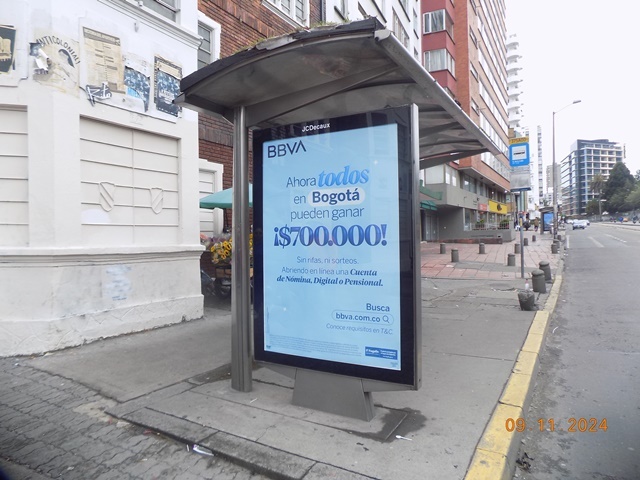 JCDecaux
BBVA
Ahora todos
en Bogotá
pueden ganar
¡$700.000!
Sin rifas, ni sorteos.
Abriendo en línea una Cuenta
de Nómina, Digital o Pensional.
Busca
bbva.com.co
Conoce requisitos en T&C
09.11.2024